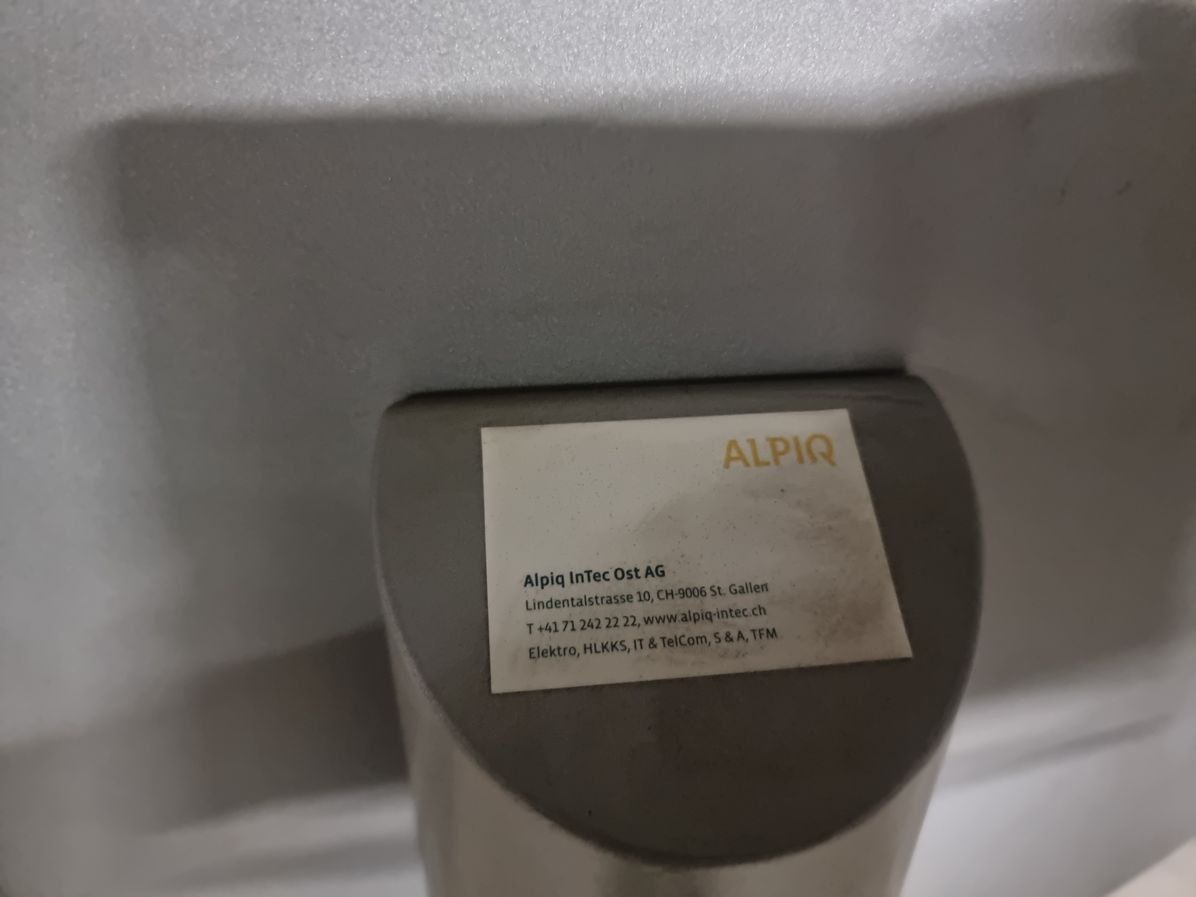 ALPIQ
Alpiq InTec Ost AG
Lindentalstrasse 10, CH-9006 St. Gallen
T +41 71 242 22 22, www.alpiq-intec.ch
Elektro, HLKKS, IT & TelCom, S & A, TFM